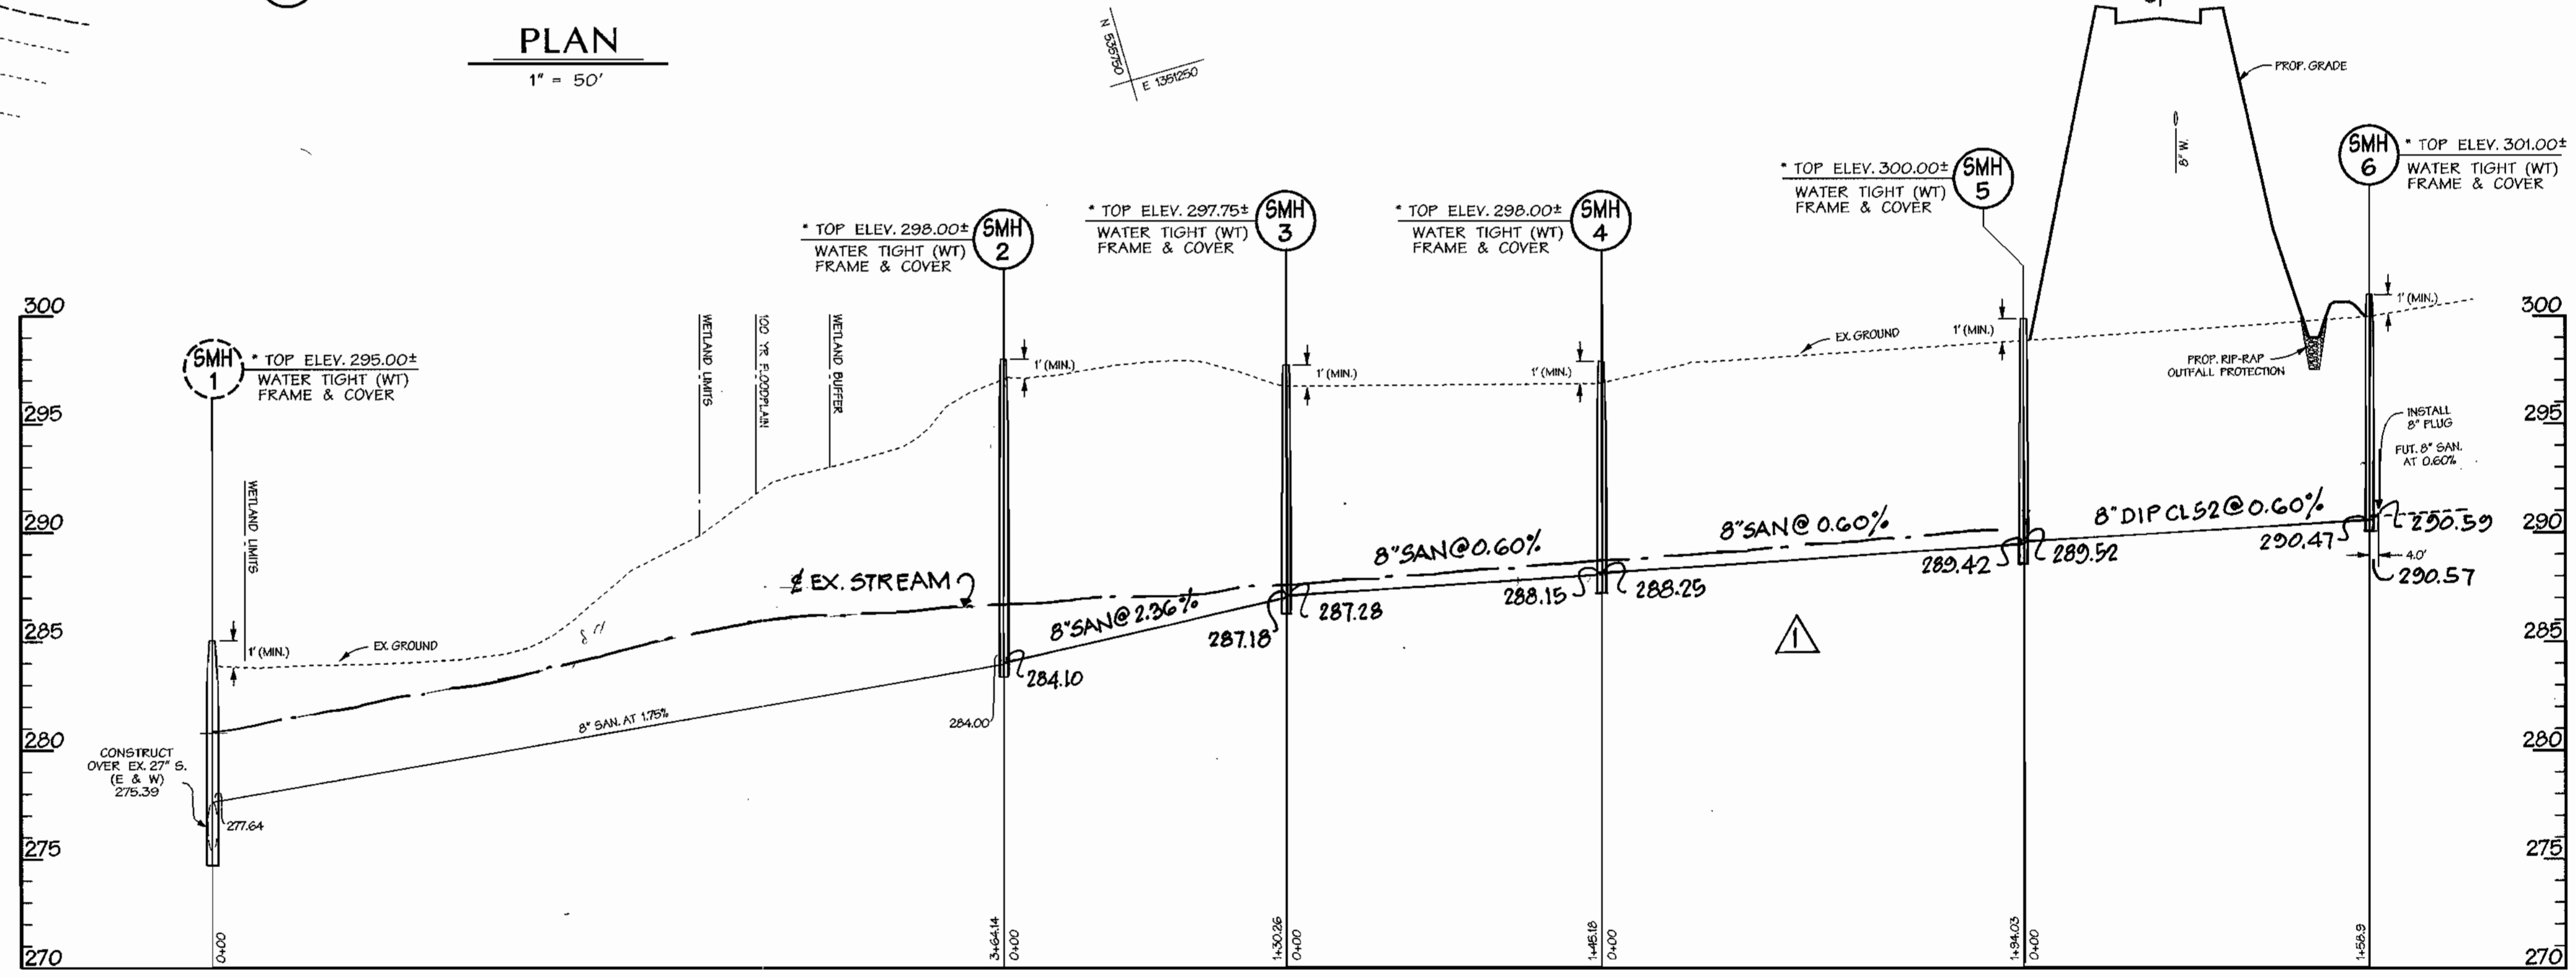 PLAN
1" = 50'
N 535750
E 1351250
PROP. GRADE
8" W.
SMH
1
* TOP ELEV. 295.00±
WATER TIGHT (WT)
FRAME & COVER
SMH
2
* TOP ELEV. 298.00±
WATER TIGHT (WT)
FRAME & COVER
SMH
3
* TOP ELEV. 297.75±
WATER TIGHT (WT)
FRAME & COVER
SMH
4
* TOP ELEV. 298.00±
WATER TIGHT (WT)
FRAME & COVER
SMH
5
* TOP ELEV. 300.00±
WATER TIGHT (WT)
FRAME & COVER
SMH
6
* TOP ELEV. 301.00±
WATER TIGHT (WT)
FRAME & COVER
300
295
290
285
280
275
270
300
295
290
285
280
275
270
WETLAND LIMITS
WETLAND LIMITS
100 YR FLOODPLAIN
WETLAND BUFFER
1' (MIN.)
1' (MIN.)
1' (MIN.)
1' (MIN.)
1' (MIN.)
1' (MIN.)
EX. GROUND
EX. GROUND
PROP. RIP-RAP
OUTFALL PROTECTION
INSTALL
8" PLUG
FUT. 8" SAN.
AT 0.60%
℄ EX. STREAM
8" SAN. AT 1.75%
8"SAN@2.36%
8"SAN@0.60%
8"SAN@0.60%
8"DIP CL52@0.60%
CONSTRUCT
OVER EX. 27" S.
(E & W)
275.39
277.64
284.00
284.10
287.18
287.28
288.15
288.25
289.42
289.52
290.47
290.59
4.0'
290.57
1
0+00
3+64.14
0+00
1+30.26
0+00
1+45.18
0+00
1+94.03
0+00
1+58.9